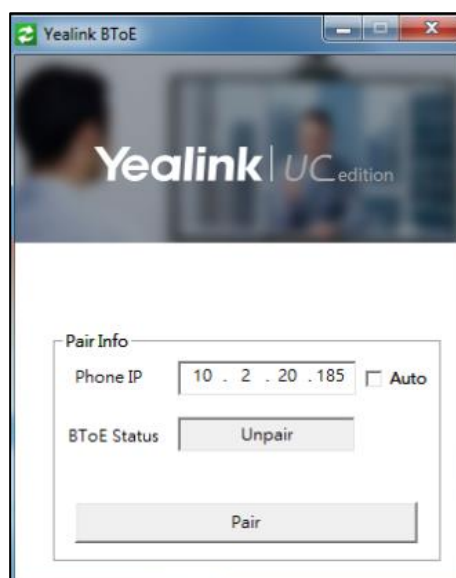 Yealink BToE
Yealink | UC edition
Pair Info
Phone IP 10 . 2 . 20 . 185 Auto
BToE Status Unpair
Pair